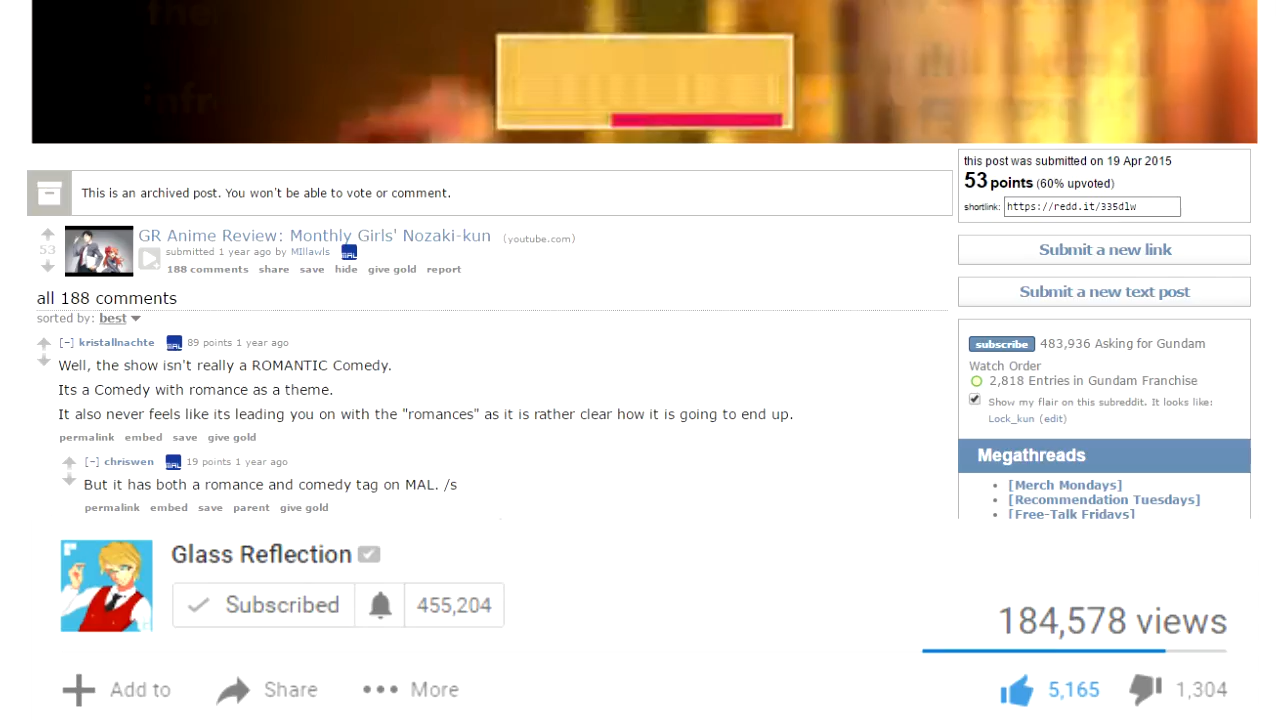 this post was submitted on 19 Apr 2015
53 points (60% upvoted)
shortlink: https://redd.it/335dlw
This is an archived post. You won't be able to vote or comment.
53
GR Anime Review: Monthly Girls' Nozaki-kun (youtube.com)
submitted 1 year ago by MIlawls MAL
188 comments share save hide give gold report
Submit a new link
Submit a new text post
all 188 comments
sorted by: best
[–] kristallnachte MAL 89 points 1 year ago
Well, the show isn't really a ROMANTIC Comedy.
Its a Comedy with romance as a theme.
It also never feels like its leading you on with the "romances" as it is rather clear how it is going to end up.
permalink embed save give gold
[–] chriswen MAL 19 points 1 year ago
But it has both a romance and comedy tag on MAL. /s
permalink embed save parent give gold
subscribe 483,936 Asking for Gundam
Watch Order
2,818 Entries in Gundam Franchise
Show my flair on this subreddit. It looks like:
Lock_kun (edit)
Megathreads
[Merch Mondays]
[Recommendation Tuesdays]
[Free-Talk Fridays]
Glass Reflection
Subscribed 455,204
184,578 views
Add to Share More
5,165 1,304